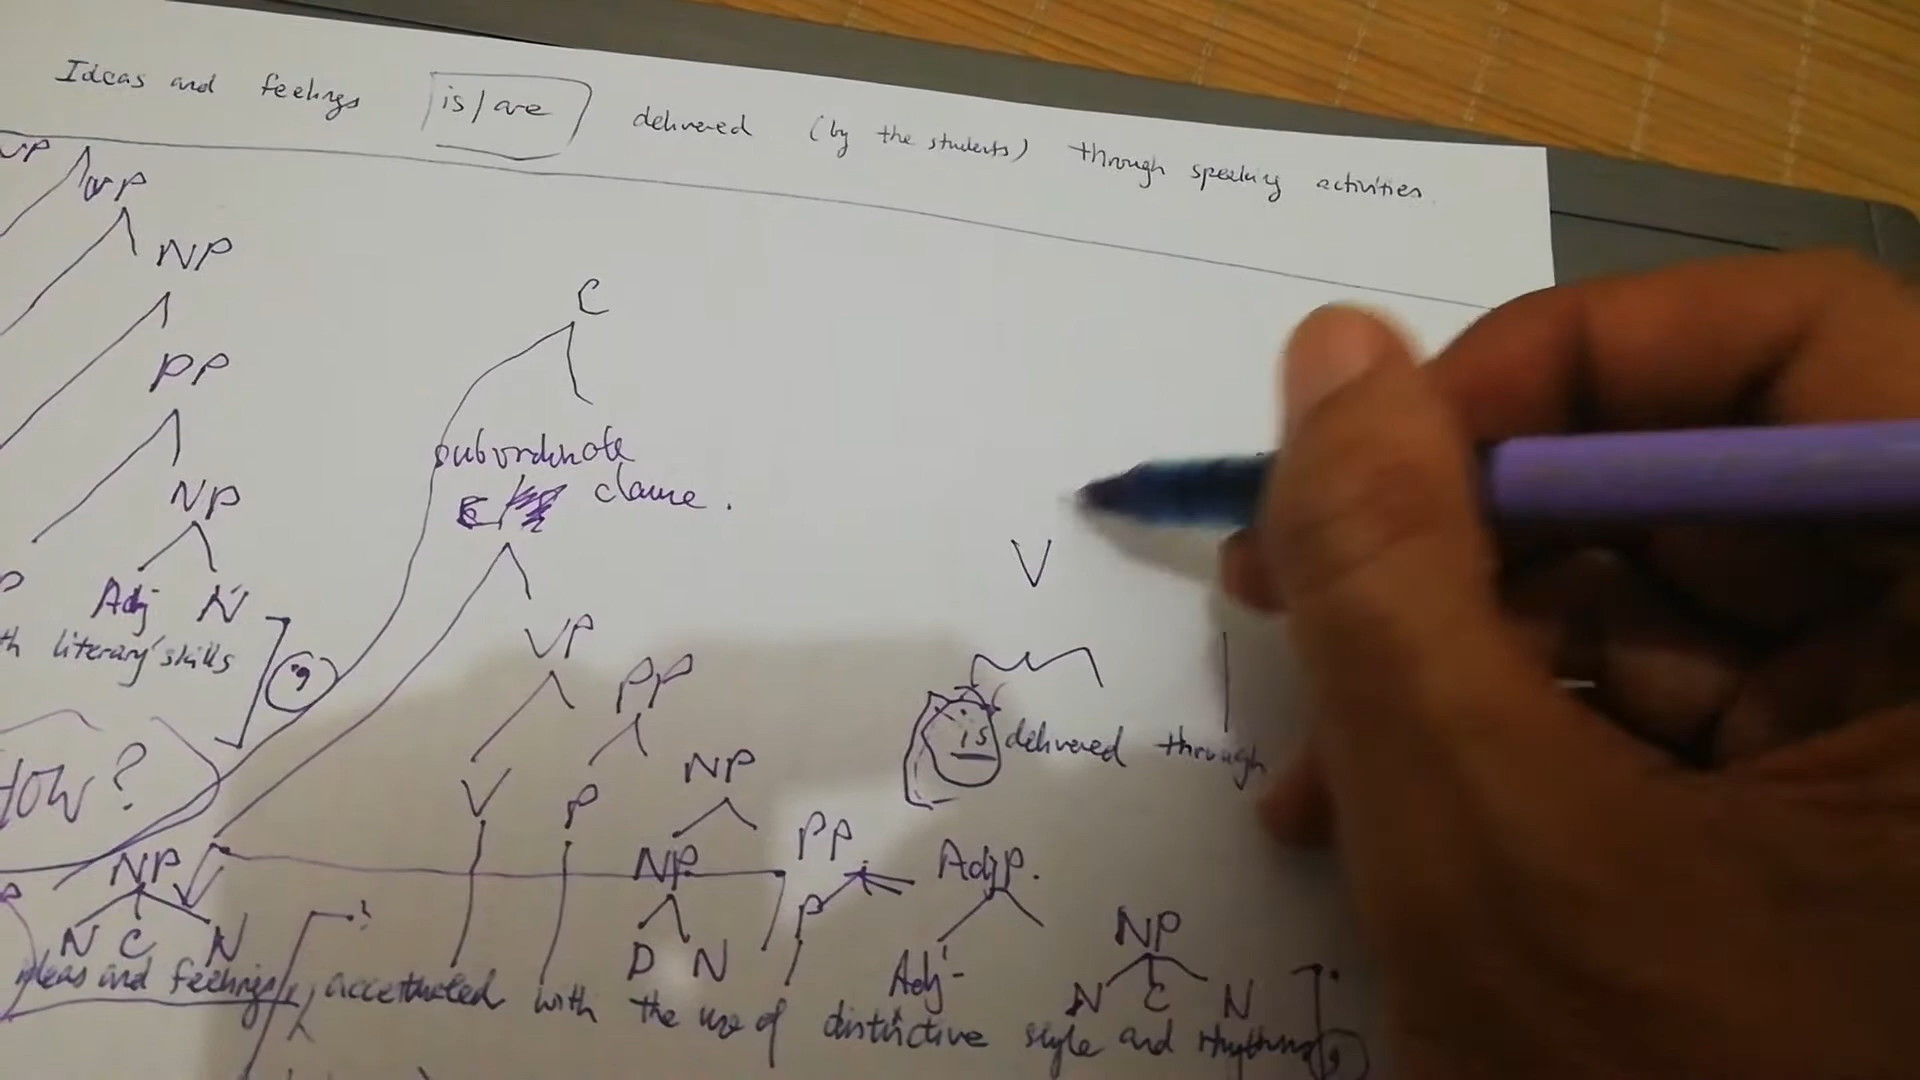 Ideas and feelings is/are delivered (by the students) through speaking activities.
VP
NP
C
PP
subordinate
clause.
NP
V
Adj N
literary skills
?
VP
PP
is delivered through
NP
HOW?
V P
PP
NP NP Adjp.
P
N C N D N NP
Adj
N C N
ideas and feelings, accentuated with the use of distinctive style and rhythms